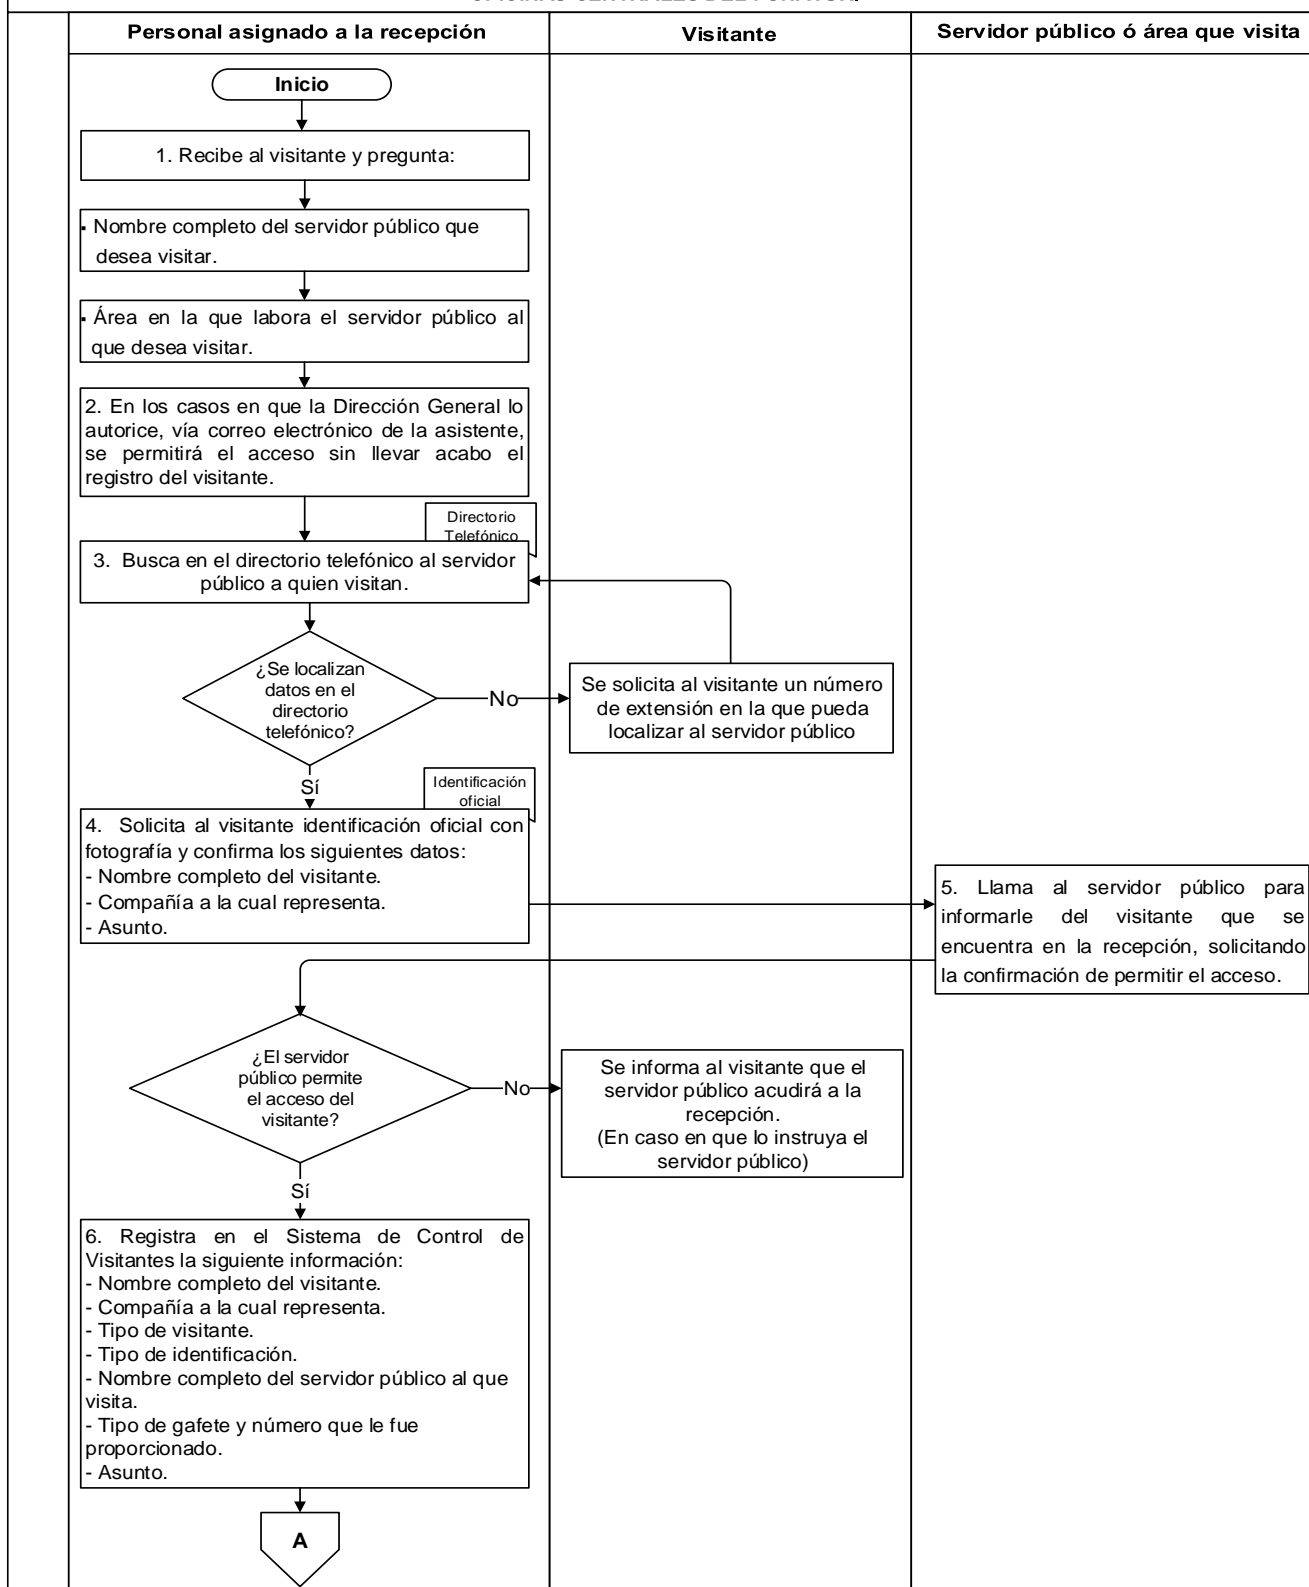 Personal asignado a la recepción
Visitante
Servidor público ó área que visita
Inicio
1. Recibe al visitante y pregunta:
▪ Nombre completo del servidor público que
desea visitar.
▪ Área en la que labora el servidor público al
que desea visitar.
2. En los casos en que la Dirección General lo
autorice, vía correo electrónico de la asistente,
se permitirá el acceso sin llevar acabo el
registro del visitante.
Directorio
Telefónico
3. Busca en el directorio telefónico al servidor
público a quien visitan.
¿Se localizan
datos en el
directorio
telefónico?
No
Se solicita al visitante un número
de extensión en la que pueda
localizar al servidor público
Sí
Identificación
oficial
4. Solicita al visitante identificación oficial con
fotografía y confirma los siguientes datos:
- Nombre completo del visitante.
- Compañía a la cual representa.
- Asunto.
5. Llama al servidor público para
informarle del visitante que se
encuentra en la recepción, solicitando
la confirmación de permitir el acceso.
¿El servidor
público permite
el acceso del
visitante?
No
Se informa al visitante que el
servidor público acudirá a la
recepción.
(En caso en que lo instruya el
servidor público)
Sí
6. Registra en el Sistema de Control de
Visitantes la siguiente información:
- Nombre completo del visitante.
- Compañía a la cual representa.
- Tipo de visitante.
- Tipo de identificación.
- Nombre completo del servidor público al que
visita.
- Tipo de gafete y número que le fue
proporcionado.
- Asunto.
A